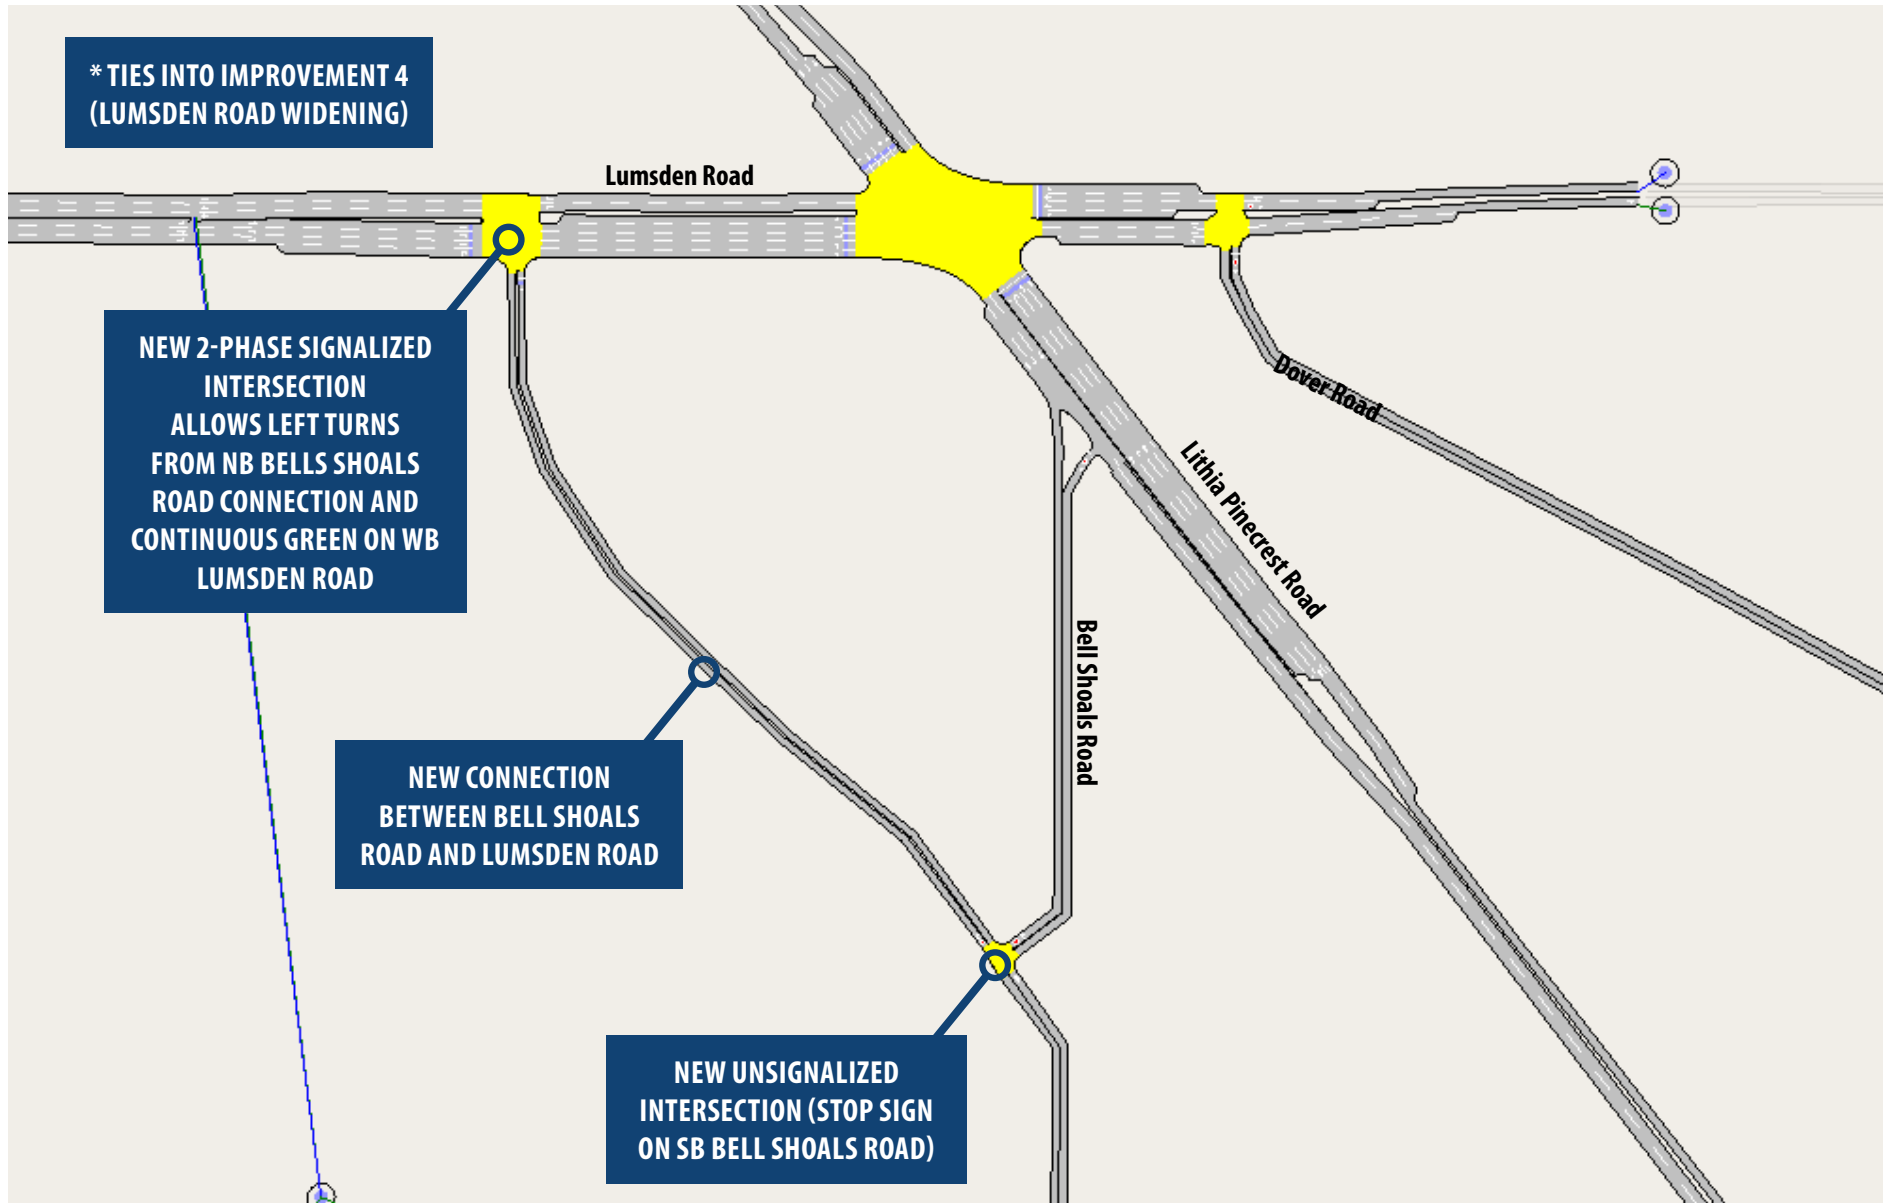 * TIES INTO IMPROVEMENT 4
(LUMSDEN ROAD WIDENING)
Lumsden Road
NEW 2-PHASE SIGNALIZED
INTERSECTION
ALLOWS LEFT TURNS
FROM NB BELLS SHOALS
ROAD CONNECTION AND
CONTINUOUS GREEN ON WB
LUMSDEN ROAD
Dover Road
Lithia Pinecrest Road
Bell Shoals Road
NEW CONNECTION
BETWEEN BELL SHOALS
ROAD AND LUMSDEN ROAD
NEW UNSIGNALIZED
INTERSECTION (STOP SIGN
ON SB BELL SHOALS ROAD)